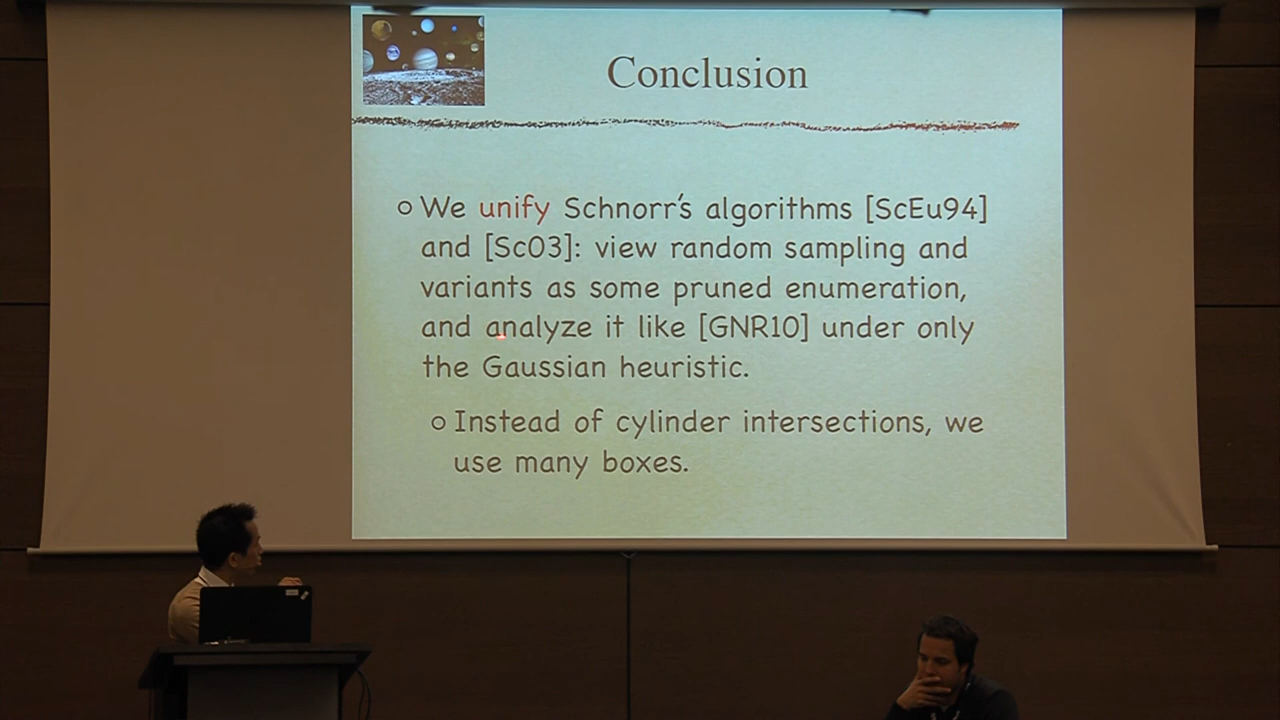 Conclusion
We unify Schnorr's algorithms [ScEu94]
and [Sc03]: view random sampling and
variants as some pruned enumeration,
and analyze it like [GNR10] under only
the Gaussian heuristic.
Instead of cylinder intersections, we
use many boxes.